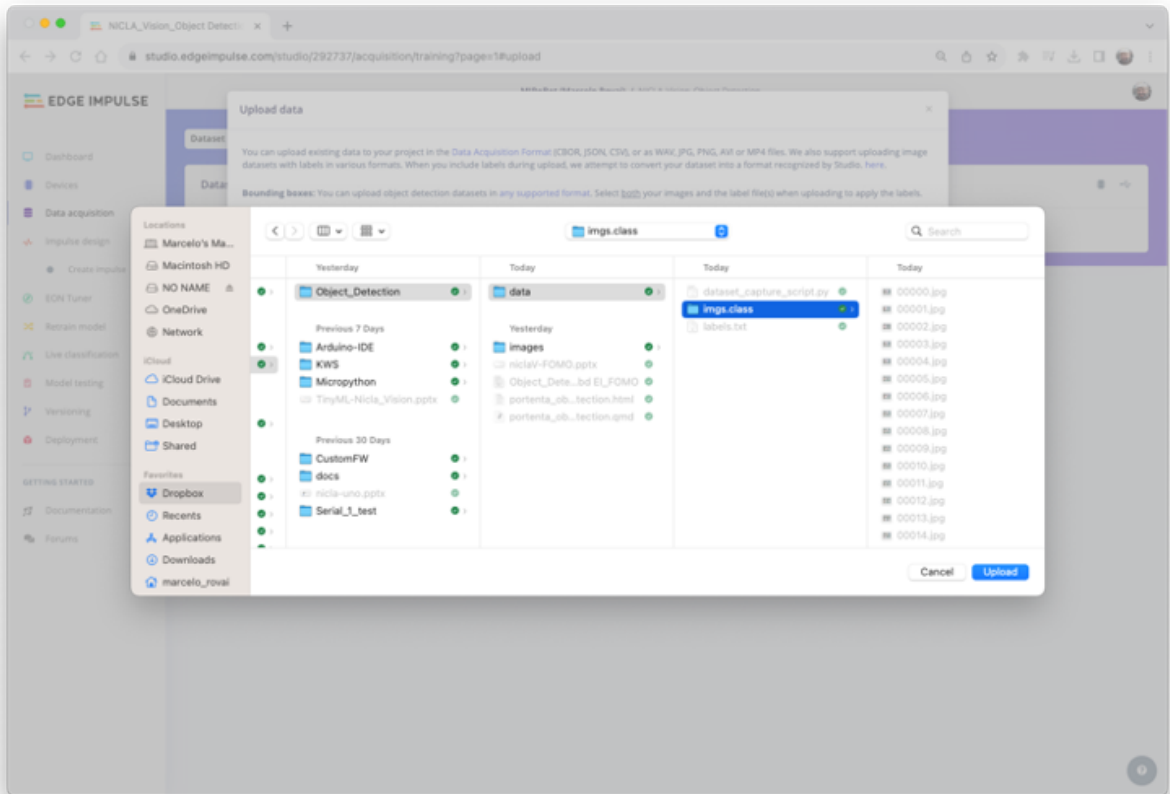 NICLA_Vision_Object Detecti
studio.edgeimpulse.com/studio/292737/acquisition/training?page=1#upload
EDGE IMPULSE
Dashboard
Devices
Data acquisition
Impulse design
Create impulse
EON Tuner
Retrain model
Live classification
Model testing
Versioning
Deployment
GETTING STARTED
Documentation
Forums
Dataset
Data
Upload data
You can upload existing data to your project in the Data Acquisition Format (CBOR, JSON, CSV), or as WAV, JPG, PNG, AVI or MP4 files. We also support uploading image
datasets with labels in various formats. When you include labels during upload, we attempt to convert your dataset into a format recognized by Studio. here.
Bounding boxes: You can upload object detection datasets in any supported format. Select both your images and the label file(s) when uploading to apply the labels.
Locations
Marcelo's Ma...
Macintosh HD
NO NAME
OneDrive
Network
iCloud
iCloud Drive
Documents
Desktop
Shared
Favorites
Dropbox
Recents
Applications
Downloads
marcelo_rovai
imgs.class
Search
Yesterday
Object_Detection
Previous 7 Days
Arduino-IDE
KWS
Micropython
TinyML-Nicla_Vision.pptx
Previous 30 Days
CustomFW
docs
nicla-uno.pptx
Serial_1_test
Today
data
Yesterday
images
niclaV-FOMO.pptx
Object_Dete...bd EI_FOMO
portenta_ob...tection.html
portenta_ob...tection.qmd
Today
dataset_capture_script.py
imgs.class
labels.txt
Today
00000.jpg
00001.jpg
00002.jpg
00003.jpg
00004.jpg
00005.jpg
00006.jpg
00007.jpg
00008.jpg
00009.jpg
00010.jpg
00011.jpg
00012.jpg
00013.jpg
00014.jpg
Cancel
Upload